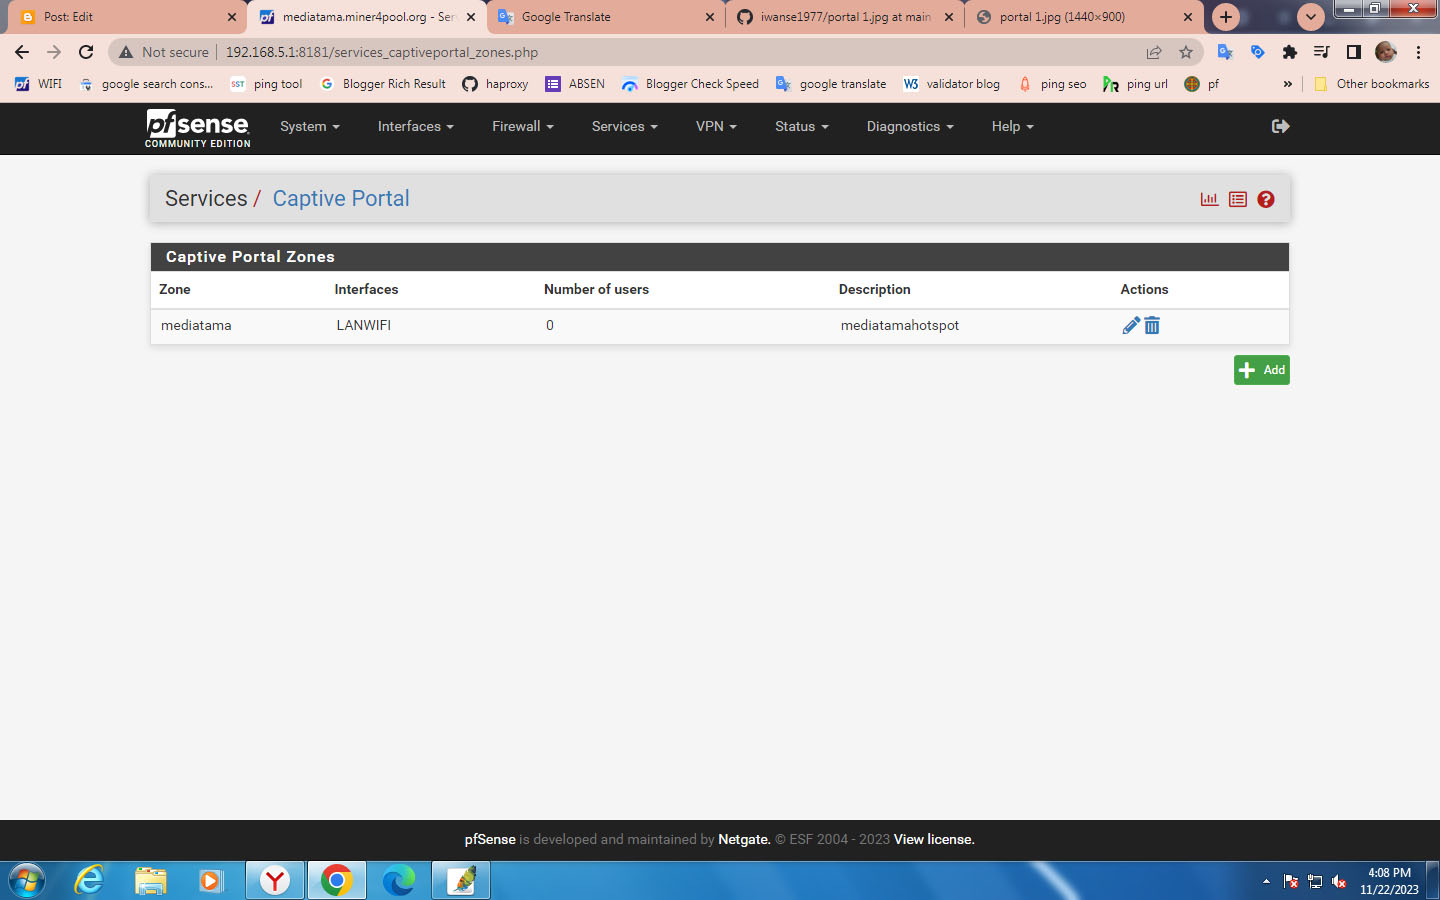 Post: Edit
mediatama.miner4pool.org - Ser
Google Translate
iwanse1977/portal 1.jpg at main
portal 1.jpg (1440×900)
Not secure
192.168.5.1:8181/services_captiveportal_zones.php
WIFI
google search cons...
SST
ping tool
Blogger Rich Result
haproxy
ABSEN
Blogger Check Speed
google translate
W3
validator blog
ping seo
ping url
pf
»
Other bookmarks
pfsense
COMMUNITY EDITION
System
Interfaces
Firewall
Services
VPN
Status
Diagnostics
Help
Services / Captive Portal
Captive Portal Zones
Zone Interfaces Number of users Description Actions
mediatama LANWIFI 0 mediatamahotspot
Add
pfSense is developed and maintained by Netgate. © ESF 2004 - 2023 View license.
4:08 PM
11/22/2023